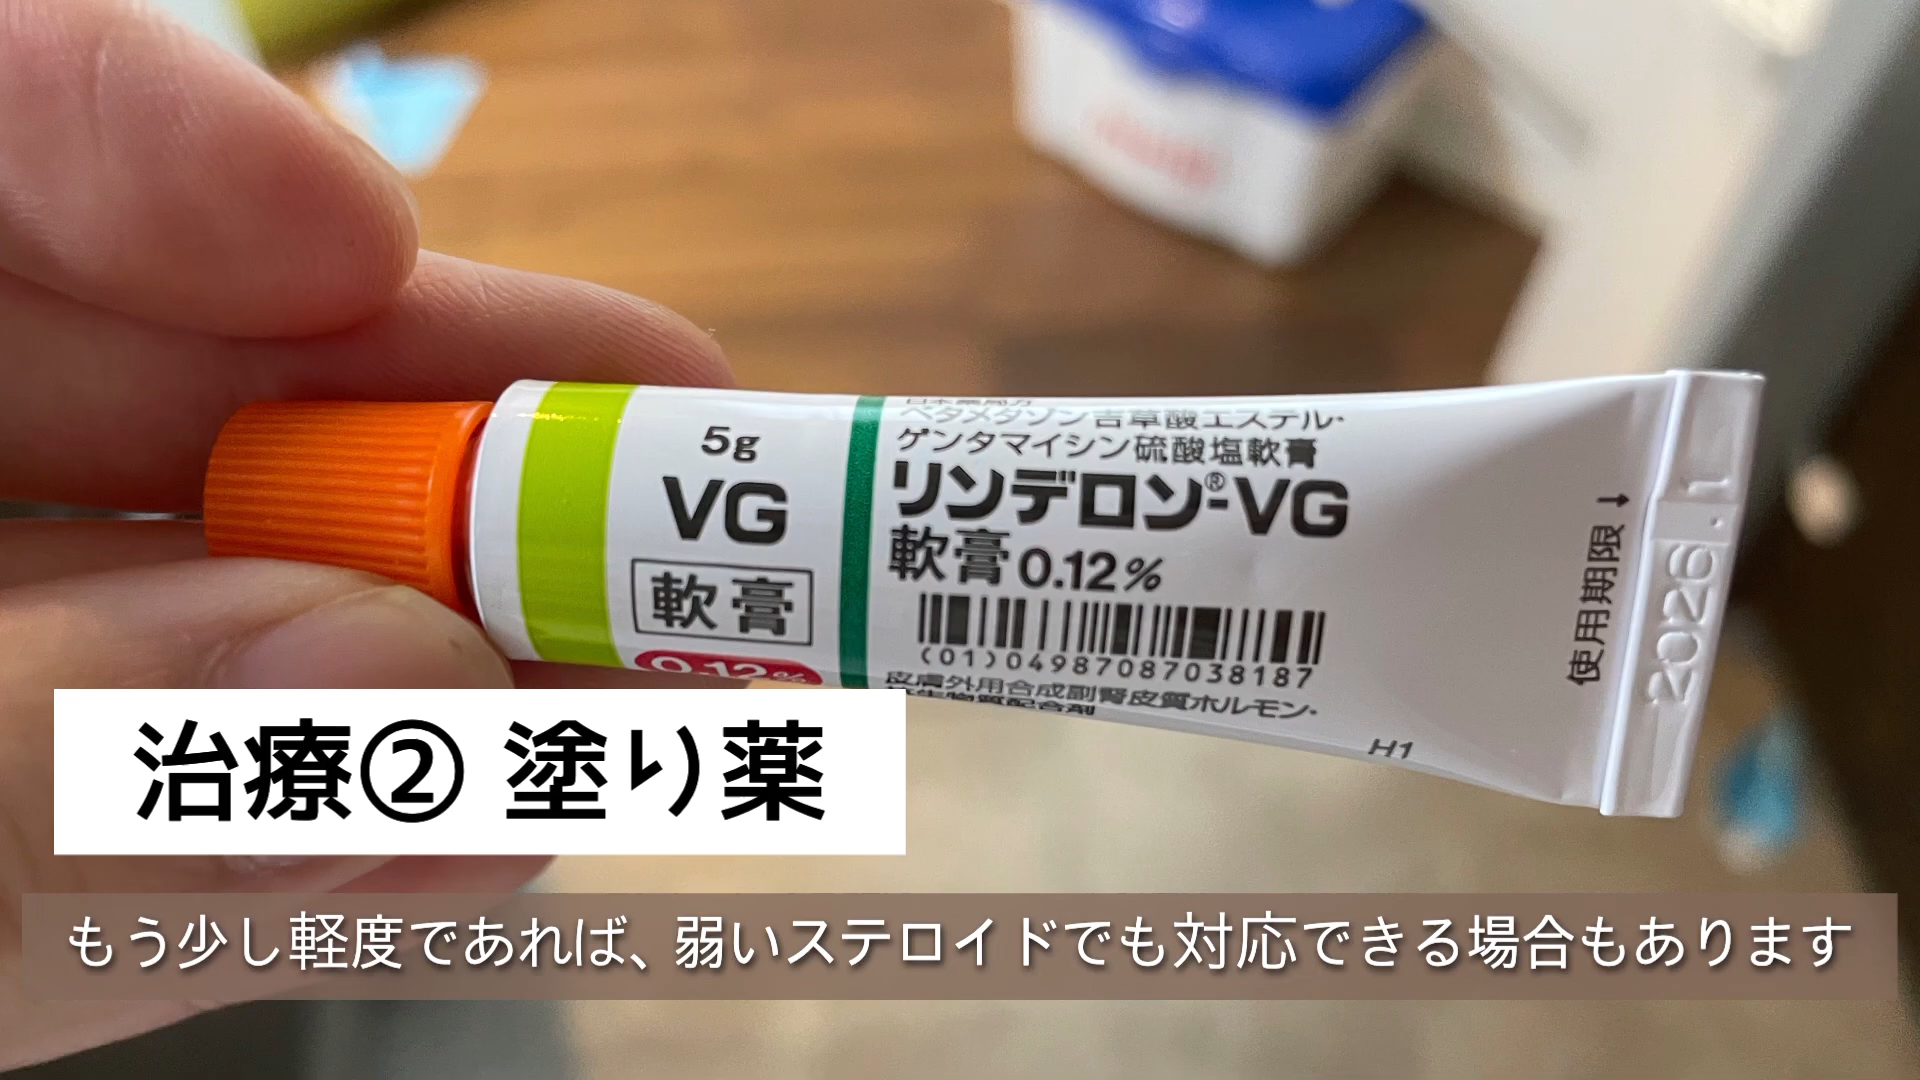 5g
VG
軟膏
0.12%
ベタメタゾン吉草酸エステル・
ゲンタマイシン硫酸塩軟膏
リンデロン®-VG
軟膏0.12%
(01)04987087038187
皮膚外用合成副腎皮質ホルモン・
H1
使用期限→
2026.1
治療② 塗り薬
もう少し軽度であれば、弱いステロイドでも対応できる場合もあります